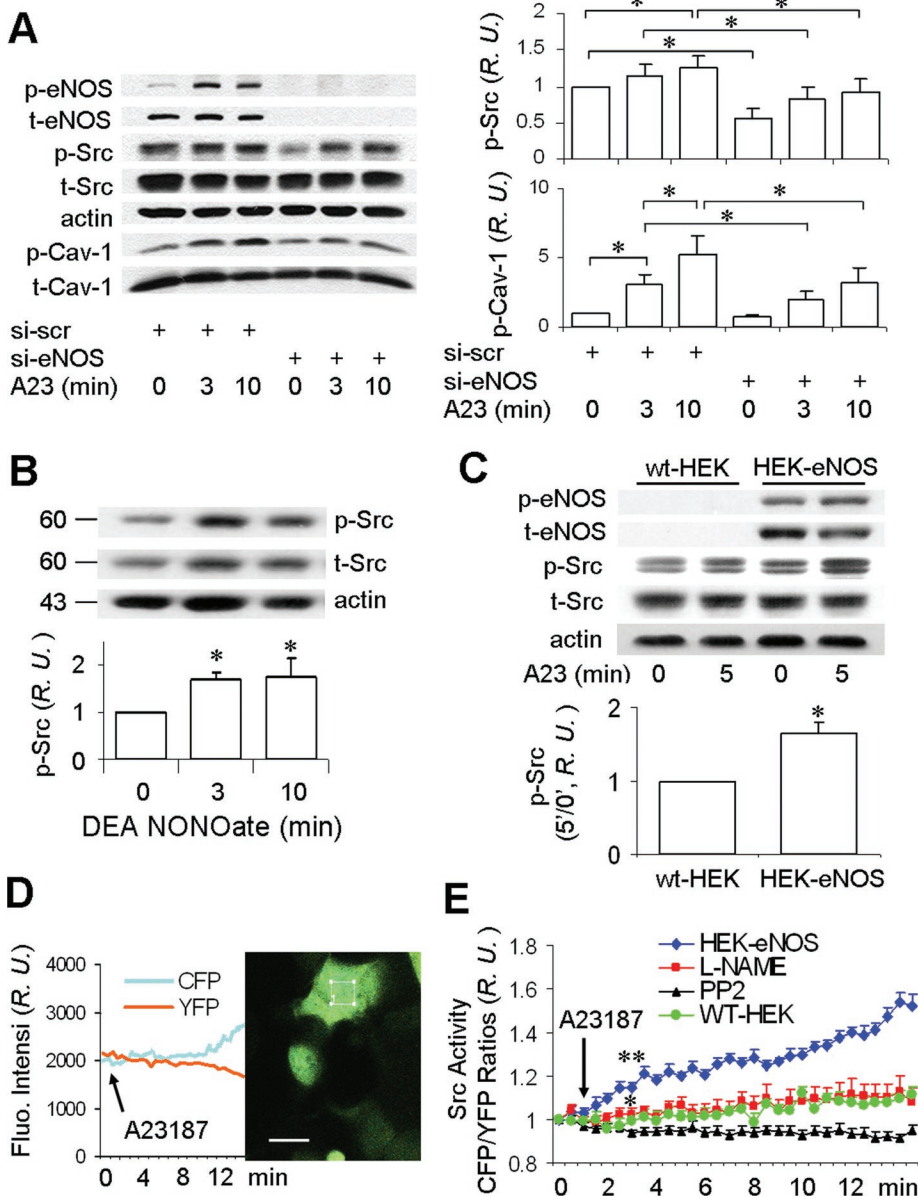 A
p-eNOS
t-eNOS
p-Src
t-Src
actin
p-Cav-1
t-Cav-1
si-scr + + +
si-eNOS + + +
A23 (min) 0 3 10 0 3 10
p-Src (R. U.)
2
1.5
1
0.5
0
* *
*
*
p-Cav-1 (R. U.)
10
5
0
*
* *
*
si-scr
+ + +
si-eNOS
+ + +
A23 (min) 0 3 10 0 3 10
B
60 p-Src
60 t-Src
43 actin
p-Src (R. U.)
2
1
0
* *
0 3 10
DEA NONOate (min)
C
wt-HEK HEK-eNOS
p-eNOS
t-eNOS
p-Src
t-Src
actin
A23 (min) 0 5 0 5
p-Src
(5'/0', R. U.)
2
1
0
*
wt-HEK HEK-eNOS
D
Fluo. Intensi (R. U.)
4000
3000
2000
1000
0
CFP
YFP
A23187
0 4 8 12 min
E
Src Activity
CFP/YFP Ratios (R. U.)
1.8
1.6
1.4
1.2
1
0.8
HEK-eNOS
L-NAME
PP2
WT-HEK
A23187
**
*
0 2 4 6 8 10 12 min